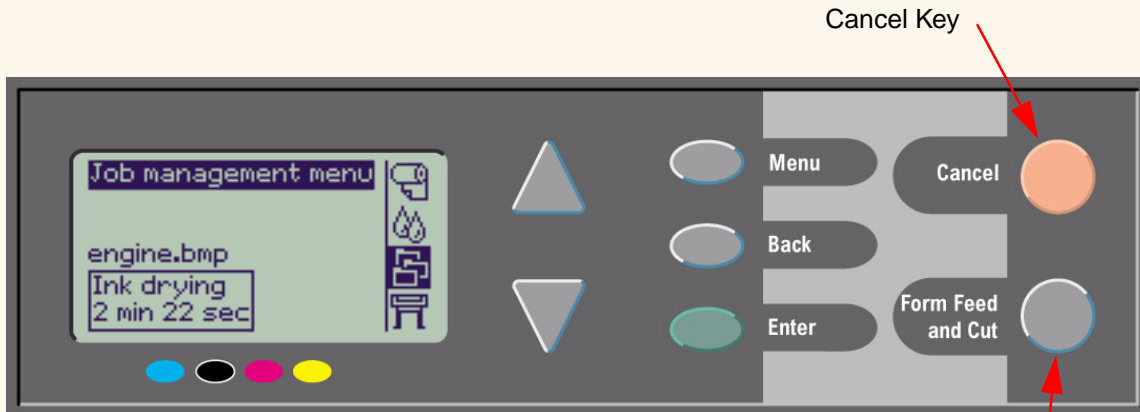 Cancel Key
Job management menu
engine.bmp
Ink drying
2 min 22 sec
Menu
Back
Enter
Cancel
Form Feed
and Cut